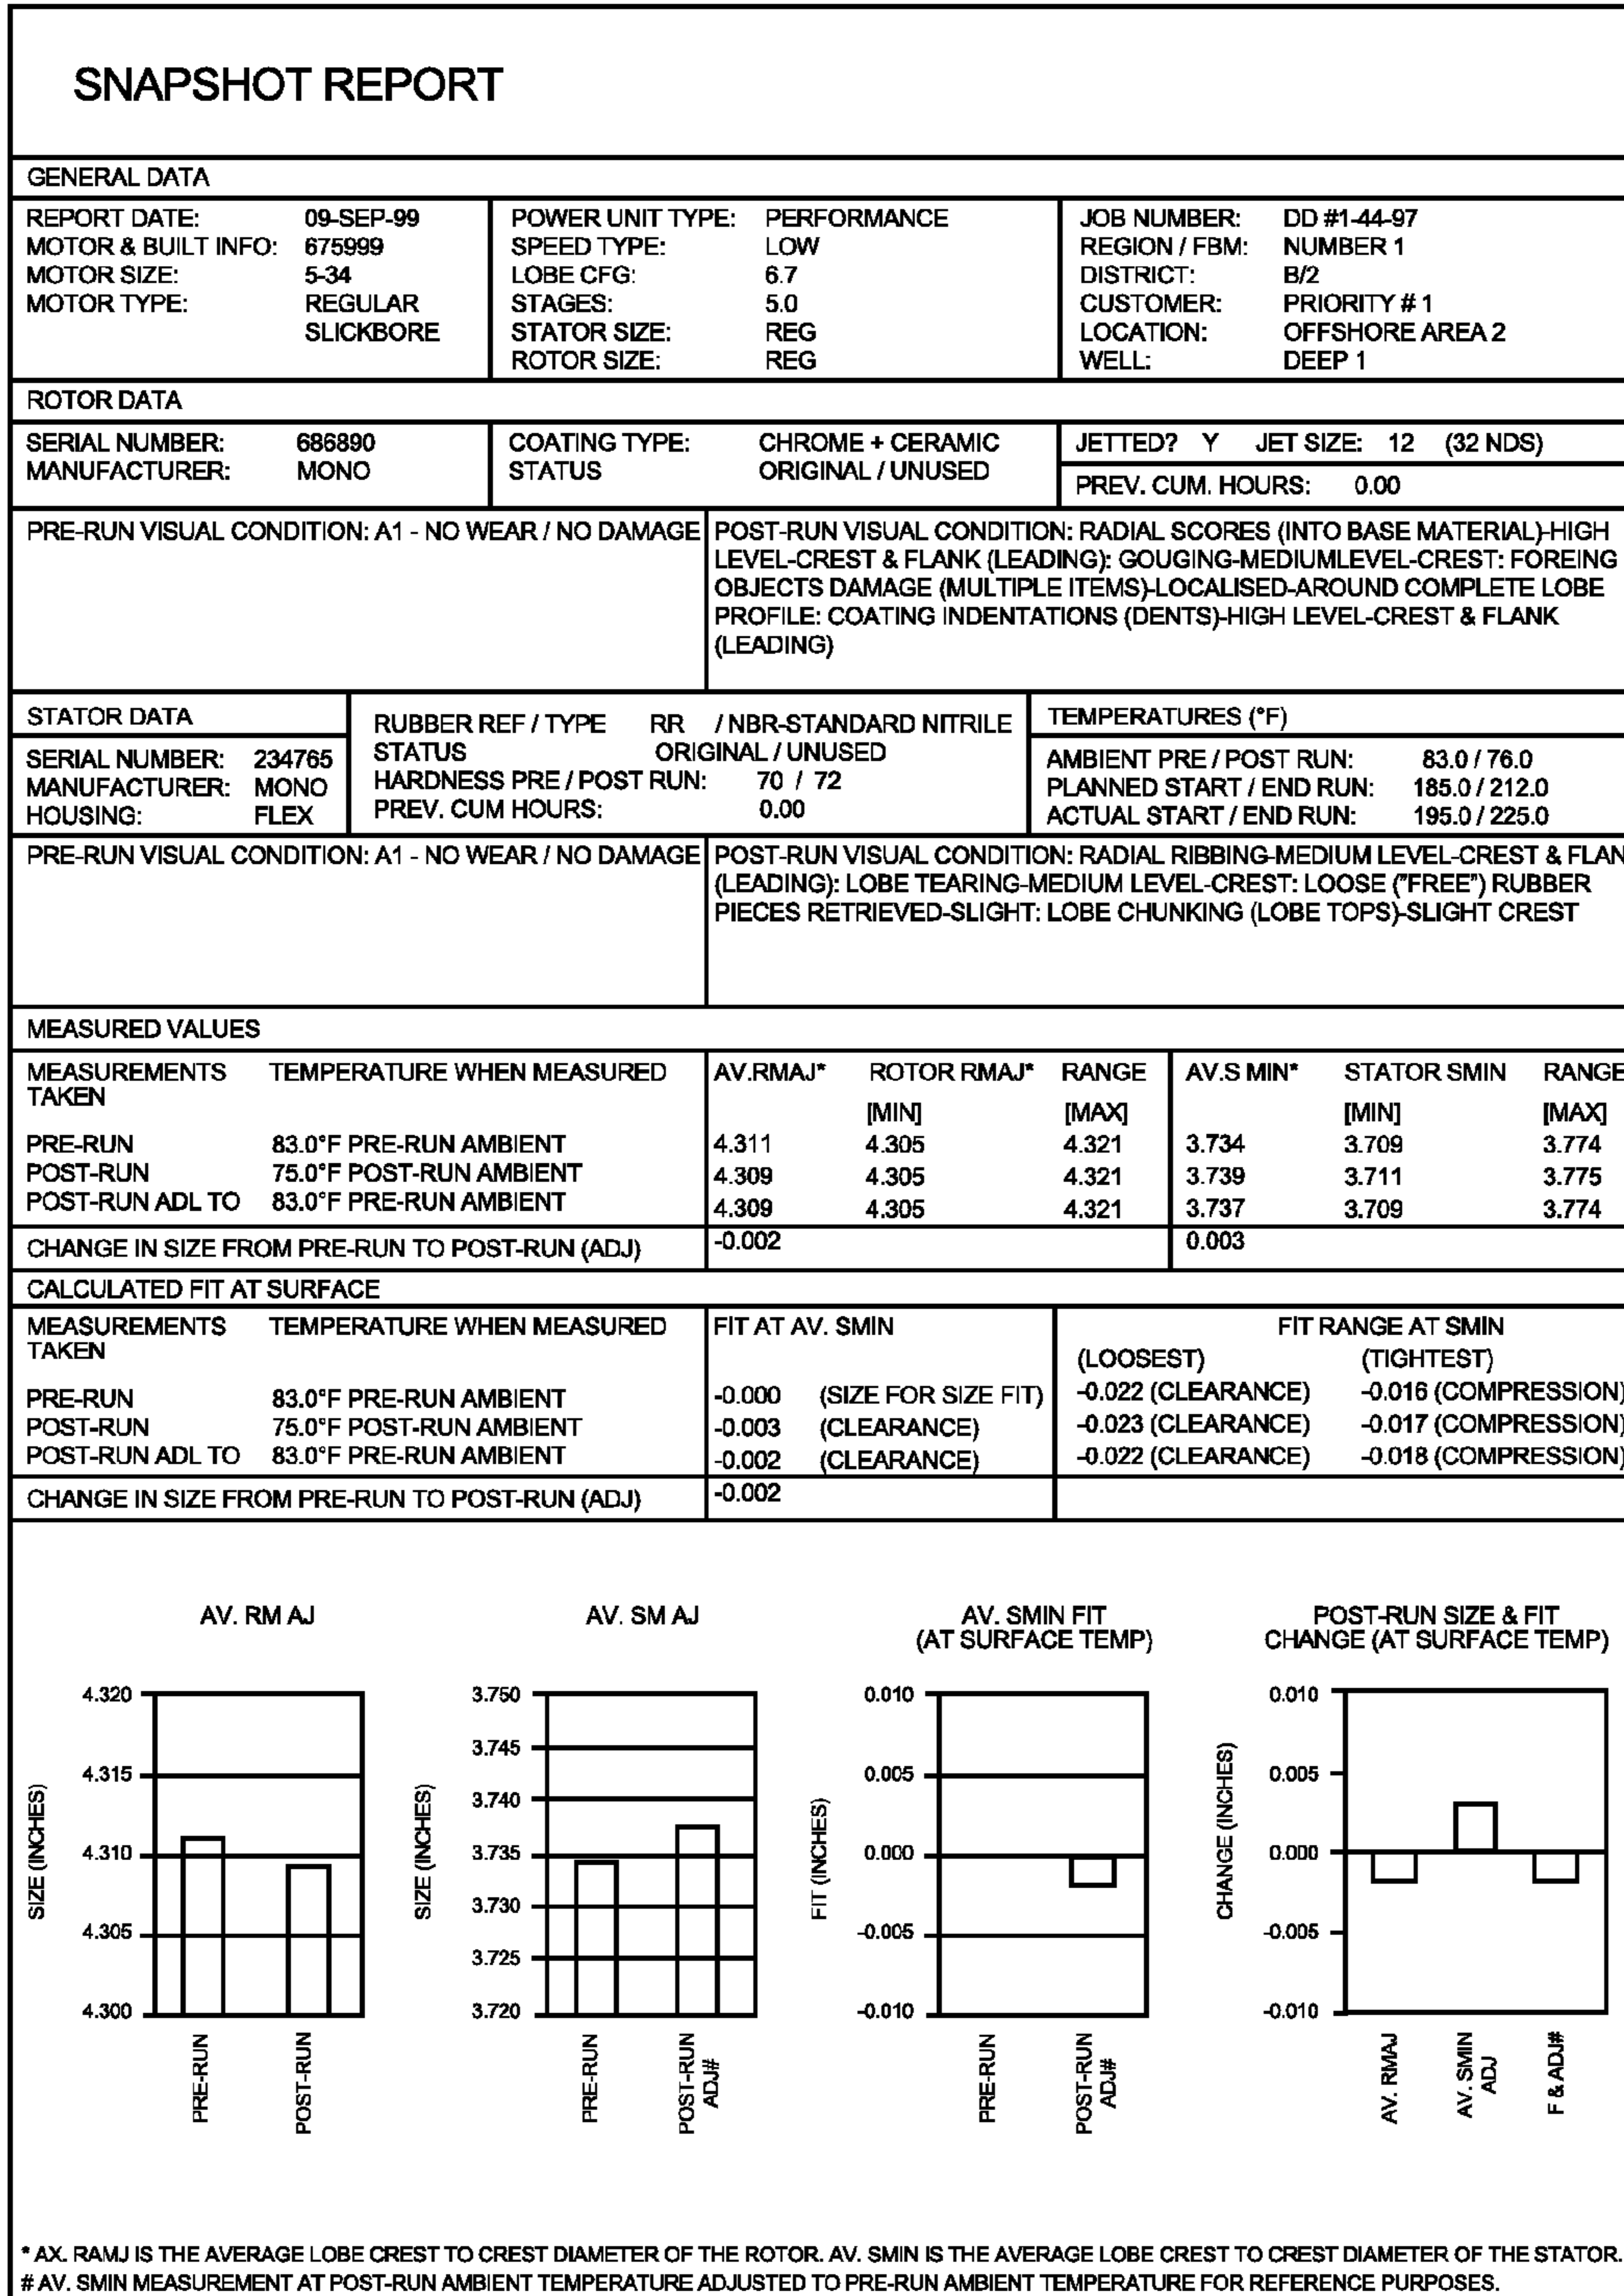 SNAPSHOT REPORT
GENERAL DATA
REPORT DATE: 09-SEP-99
MOTOR & BUILT INFO: 675999
MOTOR SIZE: 5-34
MOTOR TYPE: REGULAR
SLICKBORE
POWER UNIT TYPE: PERFORMANCE
SPEED TYPE: LOW
LOBE CFG: 6.7
STAGES: 5.0
STATOR SIZE: REG
ROTOR SIZE: REG
JOB NUMBER: DD #1-44-97
REGION / FBM: NUMBER 1
DISTRICT: B/2
CUSTOMER: PRIORITY # 1
LOCATION: OFFSHORE AREA 2
WELL: DEEP 1
ROTOR DATA
SERIAL NUMBER: 686890
MANUFACTURER: MONO
COATING TYPE: CHROME + CERAMIC
STATUS ORIGINAL / UNUSED
JETTED? Y JET SIZE: 12 (32 NDS)
PREV. CUM. HOURS: 0.00
PRE-RUN VISUAL CONDITION: A1 - NO WEAR / NO DAMAGE
POST-RUN VISUAL CONDITION: RADIAL SCORES (INTO BASE MATERIAL)-HIGH
LEVEL-CREST & FLANK (LEADING): GOUGING-MEDIUMLEVEL-CREST: FOREING
OBJECTS DAMAGE (MULTIPLE ITEMS)-LOCALISED-AROUND COMPLETE LOBE
PROFILE: COATING INDENTATIONS (DENTS)-HIGH LEVEL-CREST & FLANK
(LEADING)
STATOR DATA
SERIAL NUMBER: 234765
MANUFACTURER: MONO
HOUSING: FLEX
RUBBER REF / TYPE RR / NBR-STANDARD NITRILE
STATUS ORIGINAL / UNUSED
HARDNESS PRE / POST RUN: 70 / 72
PREV. CUM HOURS: 0.00
TEMPERATURES (°F)
AMBIENT PRE / POST RUN: 83.0 / 76.0
PLANNED START / END RUN: 185.0 / 212.0
ACTUAL START / END RUN: 195.0 / 225.0
PRE-RUN VISUAL CONDITION: A1 - NO WEAR / NO DAMAGE
POST-RUN VISUAL CONDITION: RADIAL RIBBING-MEDIUM LEVEL-CREST & FLAN
(LEADING): LOBE TEARING-MEDIUM LEVEL-CREST: LOOSE ("FREE") RUBBER
PIECES RETRIEVED-SLIGHT: LOBE CHUNKING (LOBE TOPS)-SLIGHT CREST
MEASURED VALUES
MEASUREMENTS TEMPERATURE WHEN MEASURED AV.RMAJ* ROTOR RMAJ* RANGE AV.S MIN* STATOR SMIN RANGE
TAKEN
[MIN] [MAX] [MIN] [MAX]
PRE-RUN 83.0°F PRE-RUN AMBIENT 4.311 4.305 4.321 3.734 3.709 3.774
POST-RUN 75.0°F POST-RUN AMBIENT 4.309 4.305 4.321 3.739 3.711 3.775
POST-RUN ADL TO 83.0°F PRE-RUN AMBIENT 4.309 4.305 4.321 3.737 3.709 3.774
CHANGE IN SIZE FROM PRE-RUN TO POST-RUN (ADJ) -0.002 0.003
CALCULATED FIT AT SURFACE
MEASUREMENTS TEMPERATURE WHEN MEASURED FIT AT AV. SMIN FIT RANGE AT SMIN
TAKEN
(LOOSEST) (TIGHTEST)
PRE-RUN 83.0°F PRE-RUN AMBIENT -0.000 (SIZE FOR SIZE FIT) -0.022 (CLEARANCE) -0.016 (COMPRESSION)
POST-RUN 75.0°F POST-RUN AMBIENT -0.003 (CLEARANCE) -0.023 (CLEARANCE) -0.017 (COMPRESSION)
POST-RUN ADL TO 83.0°F PRE-RUN AMBIENT -0.002 (CLEARANCE) -0.022 (CLEARANCE) -0.018 (COMPRESSION)
CHANGE IN SIZE FROM PRE-RUN TO POST-RUN (ADJ) -0.002
AV. RM AJ
SIZE (INCHES)
4.320
4.315
4.310
4.305
4.300
PRE-RUN
POST-RUN
AV. SM AJ
SIZE (INCHES)
3.750
3.745
3.740
3.735
3.730
3.725
3.720
PRE-RUN
POST-RUN
ADJ#
AV. SMIN FIT
(AT SURFACE TEMP)
FIT (INCHES)
0.010
0.005
0.000
-0.005
-0.010
PRE-RUN
POST-RUN
ADJ#
POST-RUN SIZE & FIT
CHANGE (AT SURFACE TEMP)
CHANGE (INCHES)
0.010
0.005
0.000
-0.005
-0.010
AV. RMAJ
AV. SMIN
ADJ
F & ADJ#
* AX. RAMJ IS THE AVERAGE LOBE CREST TO CREST DIAMETER OF THE ROTOR. AV. SMIN IS THE AVERAGE LOBE CREST TO CREST DIAMETER OF THE STATOR.
# AV. SMIN MEASUREMENT AT POST-RUN AMBIENT TEMPERATURE ADJUSTED TO PRE-RUN AMBIENT TEMPERATURE FOR REFERENCE PURPOSES.